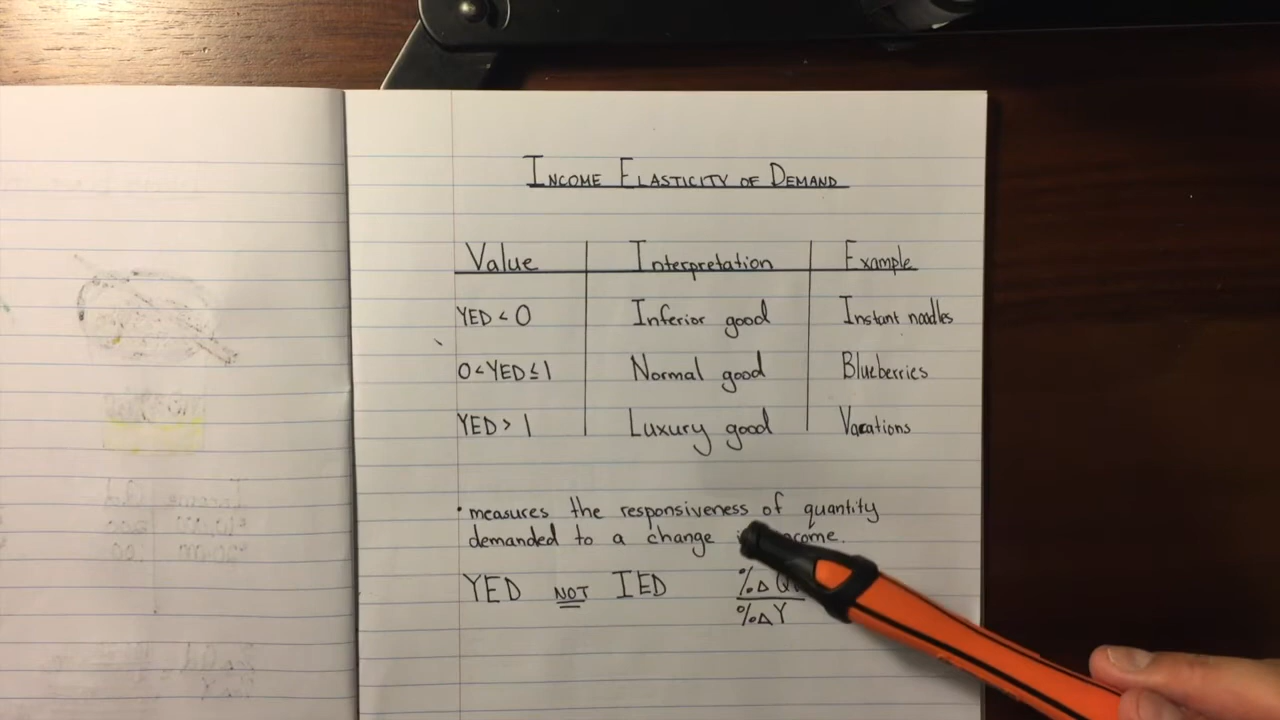 INCOME ELASTICITY OF DEMAND
Value Interpretation Example
YED < 0 Inferior good Instant noodles
0 < YED ≤ 1 Normal good Blueberries
YED > 1 Luxury good Vacations
• measures the responsiveness of quantity
demanded to a change
YED NOT IED %Δ
%ΔY